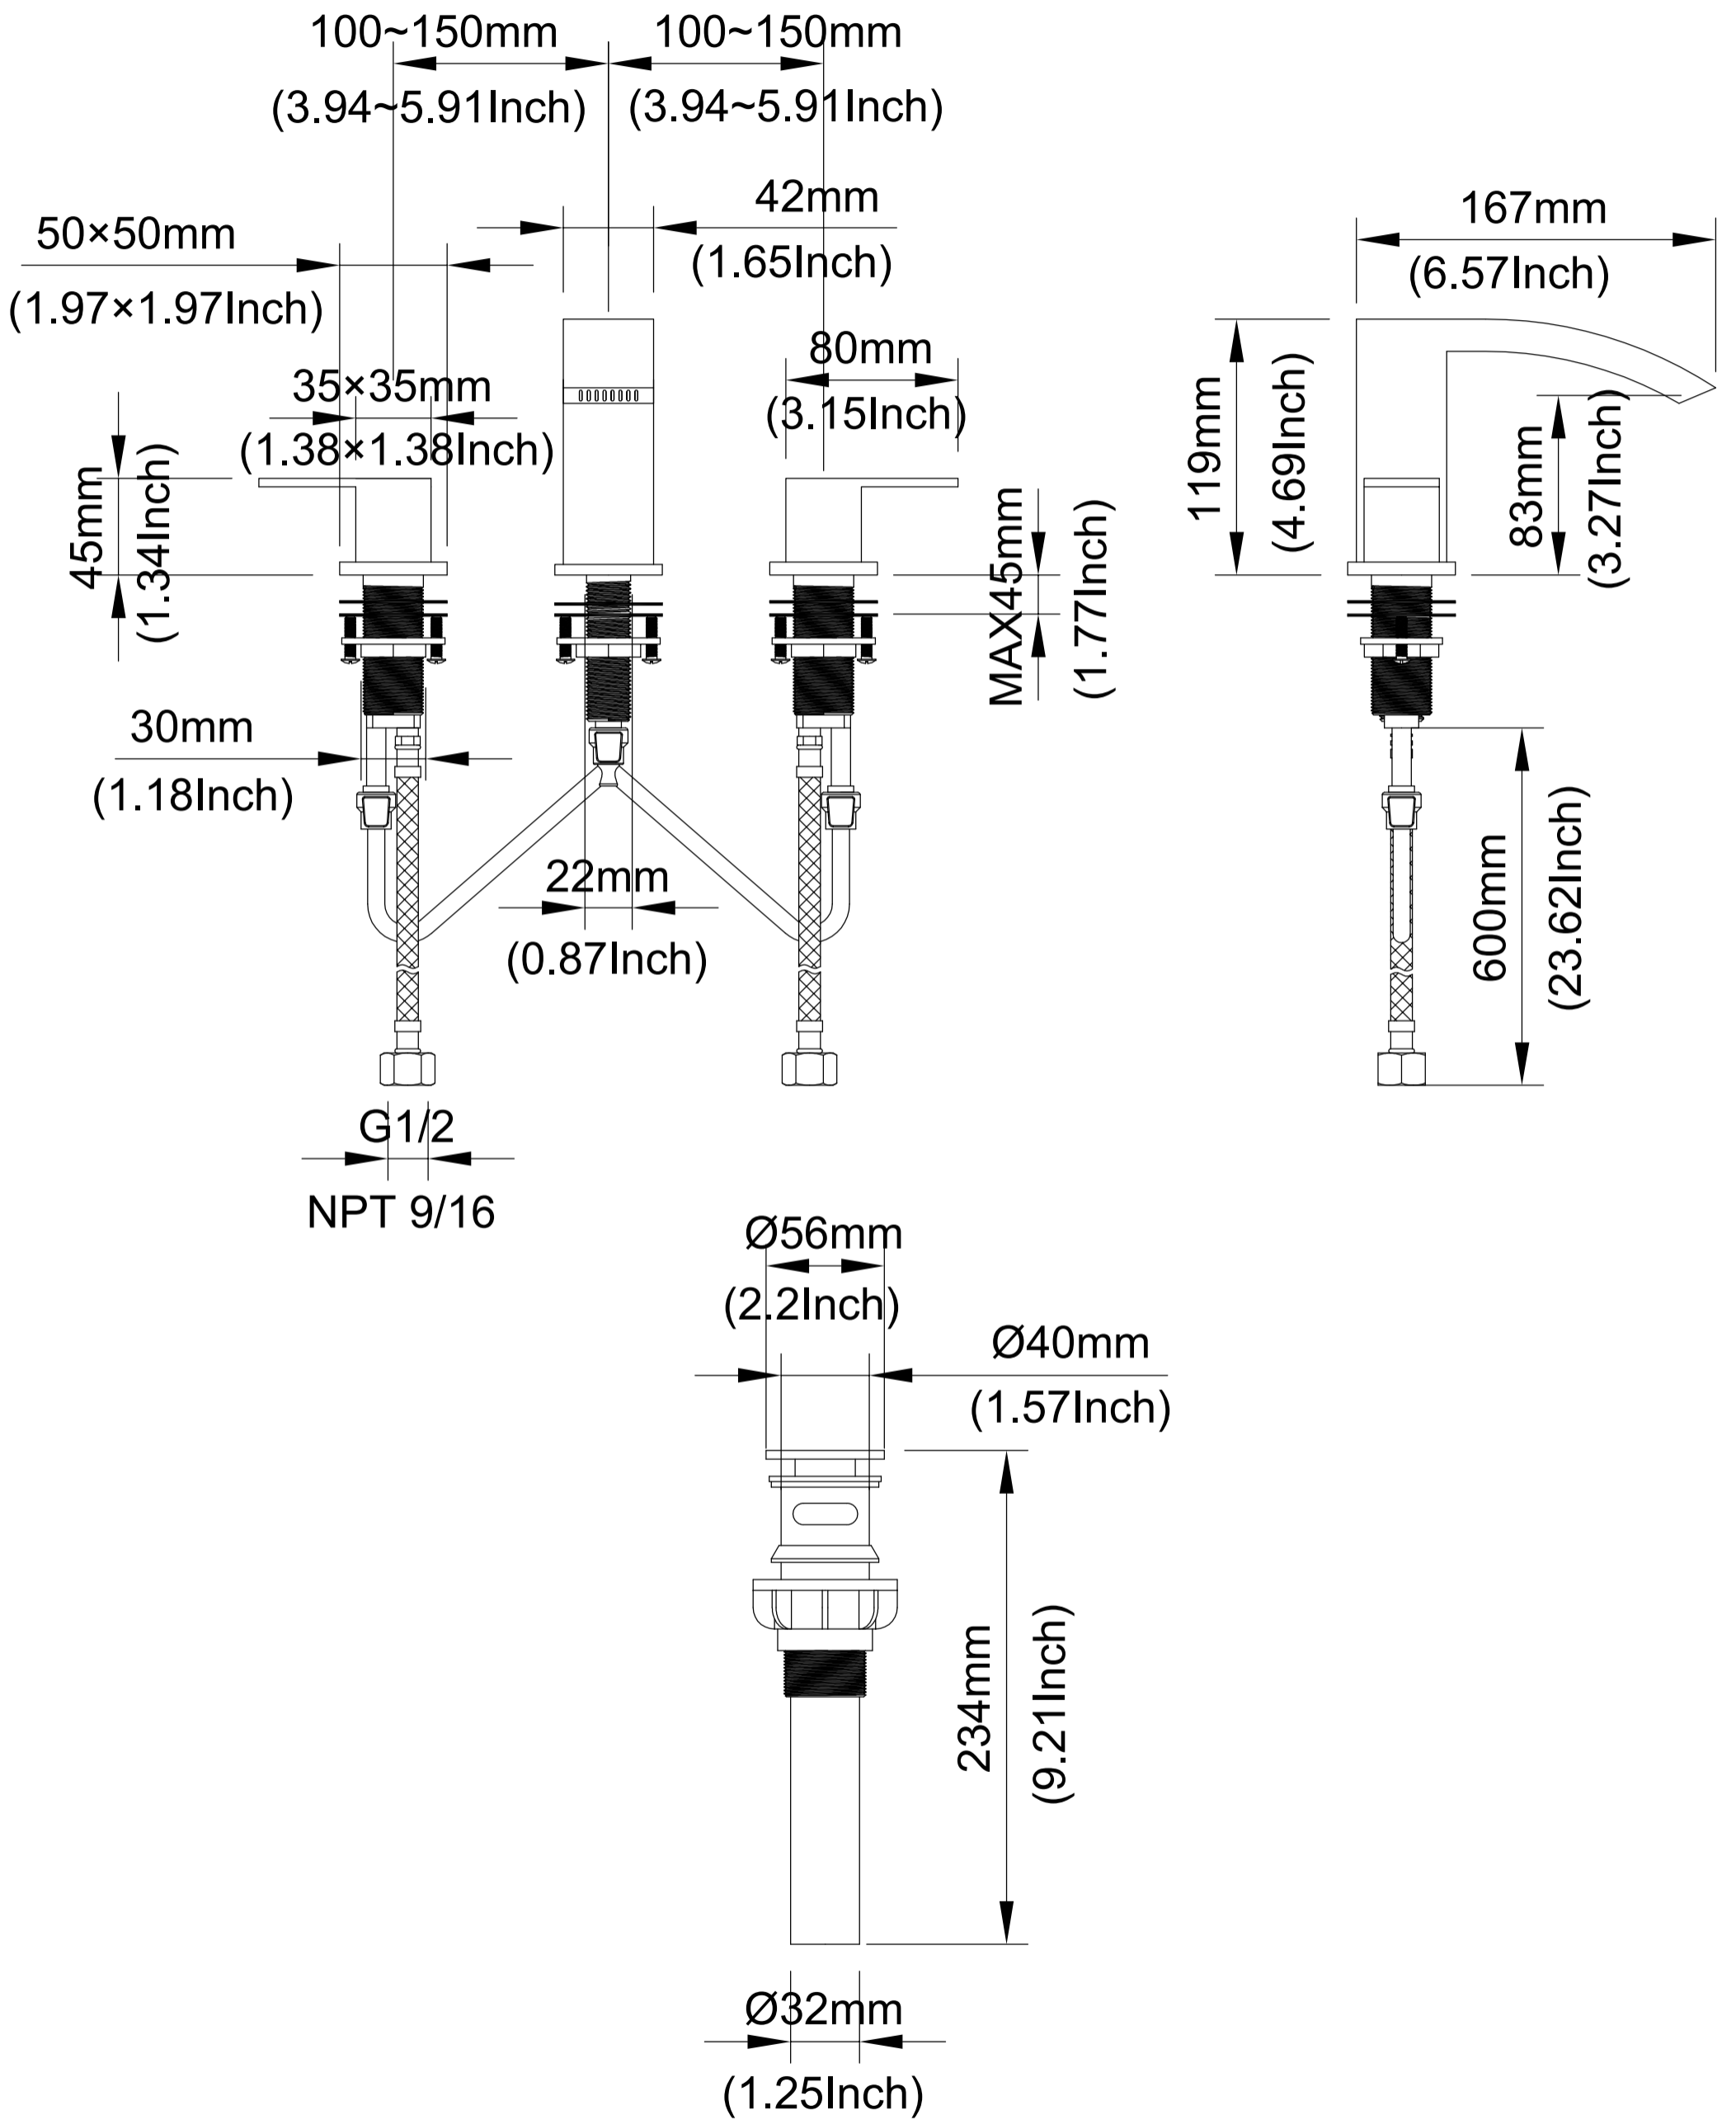 100~150mm
(3.94~5.91Inch)
100~150mm
(3.94~5.91Inch)
42mm
(1.65Inch)
167mm
(6.57Inch)
50×50mm
(1.97×1.97Inch)
35×35mm
(1.38×1.38Inch)
80mm
(3.15Inch)
45mm
(1.34Inch)
MAX45mm
(1.77Inch)
119mm
(4.69Inch)
83mm
(3.27Inch)
30mm
(1.18Inch)
22mm
(0.87Inch)
600mm
(23.62Inch)
G1/2
NPT 9/16
Ø56mm
(2.2Inch)
Ø40mm
(1.57Inch)
234mm
(9.21Inch)
Ø32mm
(1.25Inch)